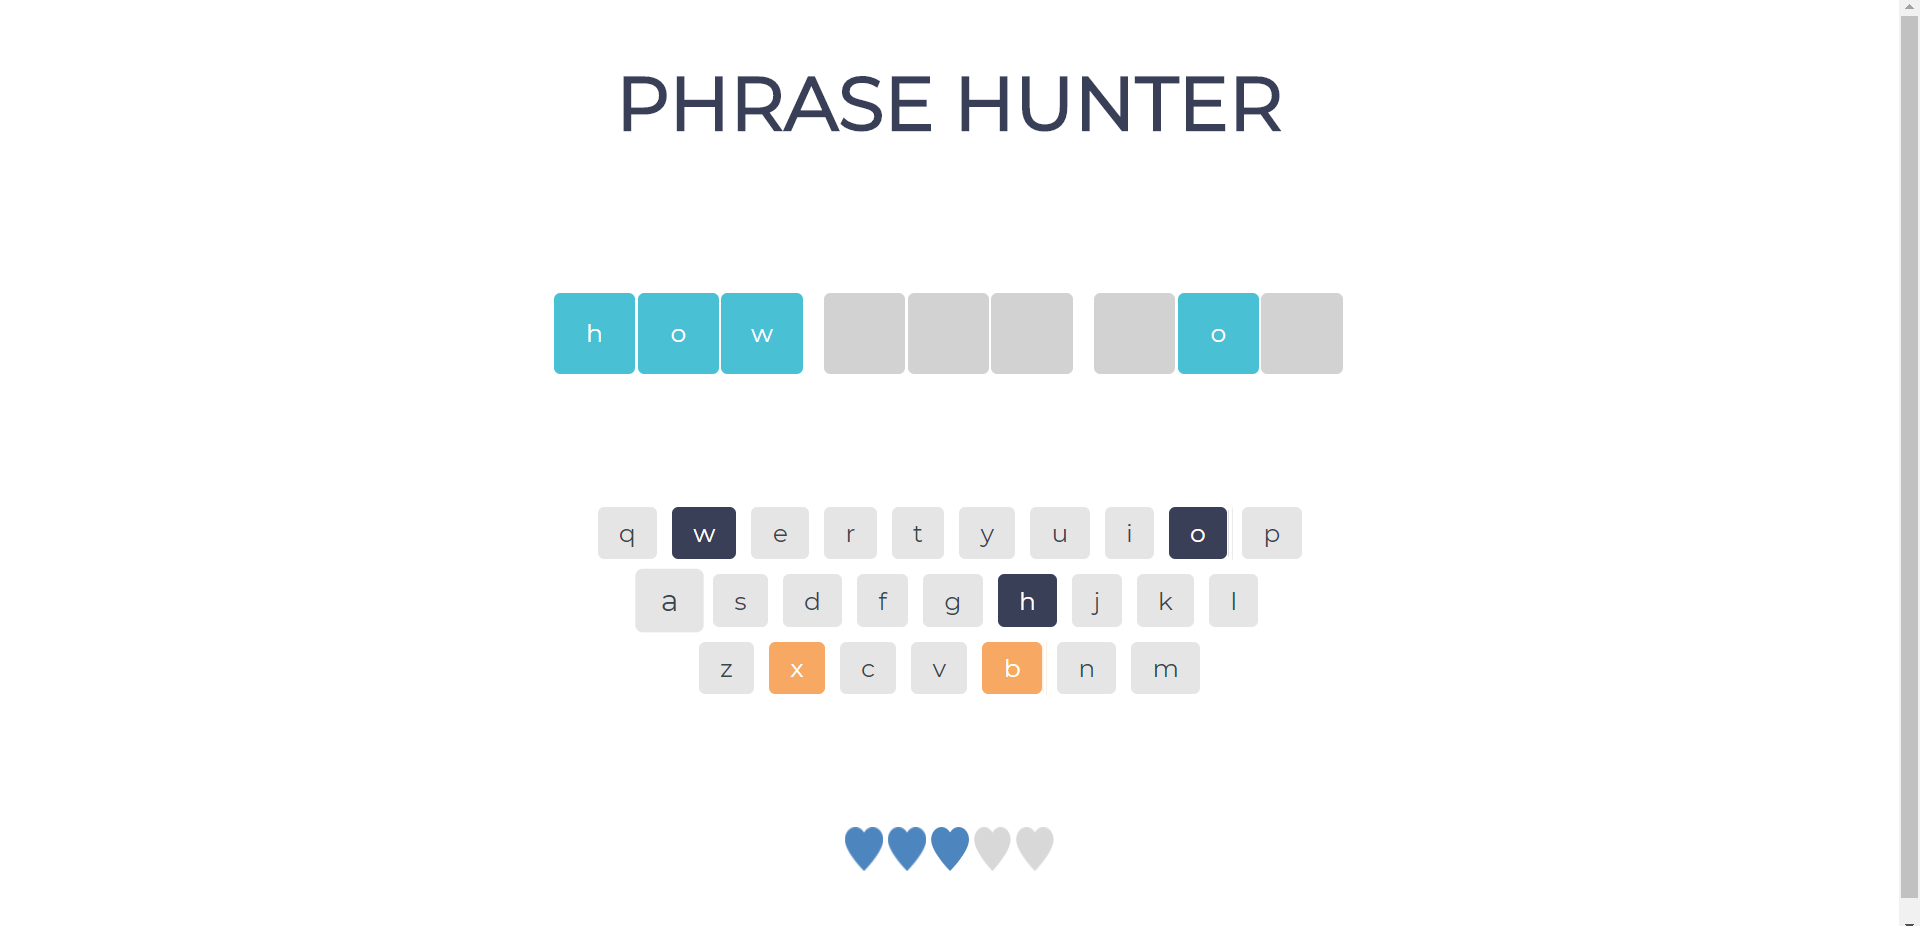 PHRASE HUNTER
h o w o
q w e r t y u i o p
a s d f g h j k l
z x c v b n m